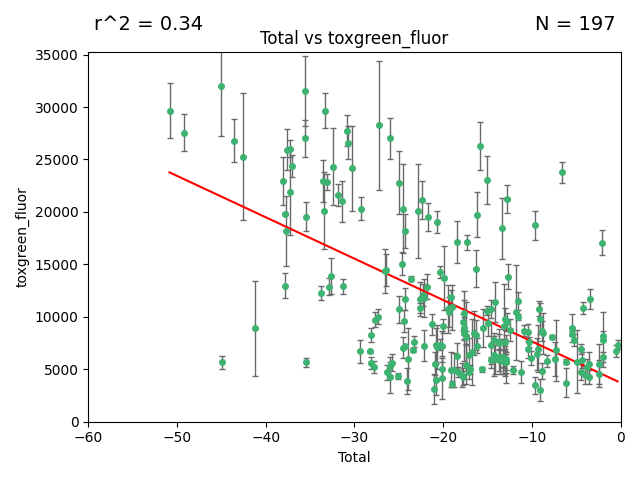 r^2 = 0.34 N = 197
Total vs toxgreen_fluor
35000
30000
25000
20000
15000
10000
5000
0
toxgreen_fluor
−60 −50 −40 −30 −20 −10 0
Total